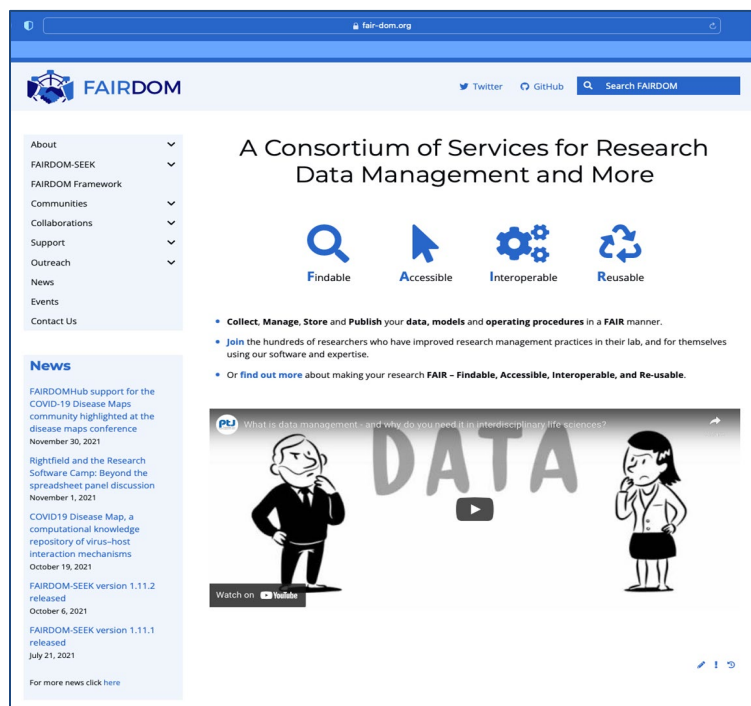 fair-dom.org
FAIRDOM
Twitter
GitHub
Search FAIRDOM
About
FAIRDOM-SEEK
FAIRDOM Framework
Communities
Collaborations
Support
Outreach
News
Events
Contact Us
News
FAIRDOMHub support for the
COVID-19 Disease Maps
community highlighted at the
disease maps conference
November 30, 2021
Rightfield and the Research
Software Camp: Beyond the
spreadsheet panel discussion
November 1, 2021
COVID19 Disease Map, a
computational knowledge
repository of virus–host
interaction mechanisms
October 19, 2021
FAIRDOM-SEEK version 1.11.2
released
October 6, 2021
FAIRDOM-SEEK version 1.11.1
released
July 21, 2021
For more news click here
A Consortium of Services for Research
Data Management and More
Findable
Accessible
Interoperable
Reusable
Collect, Manage, Store and Publish your data, models and operating procedures in a FAIR manner.
Join the hundreds of researchers who have improved research management practices in their lab, and for themselves
using our software and expertise.
Or find out more about making your research FAIR – Findable, Accessible, Interoperable, and Re-usable.
PtJ
What is data management - and why do you need it in interdisciplinary life sciences?
DATA
Watch on YouTube